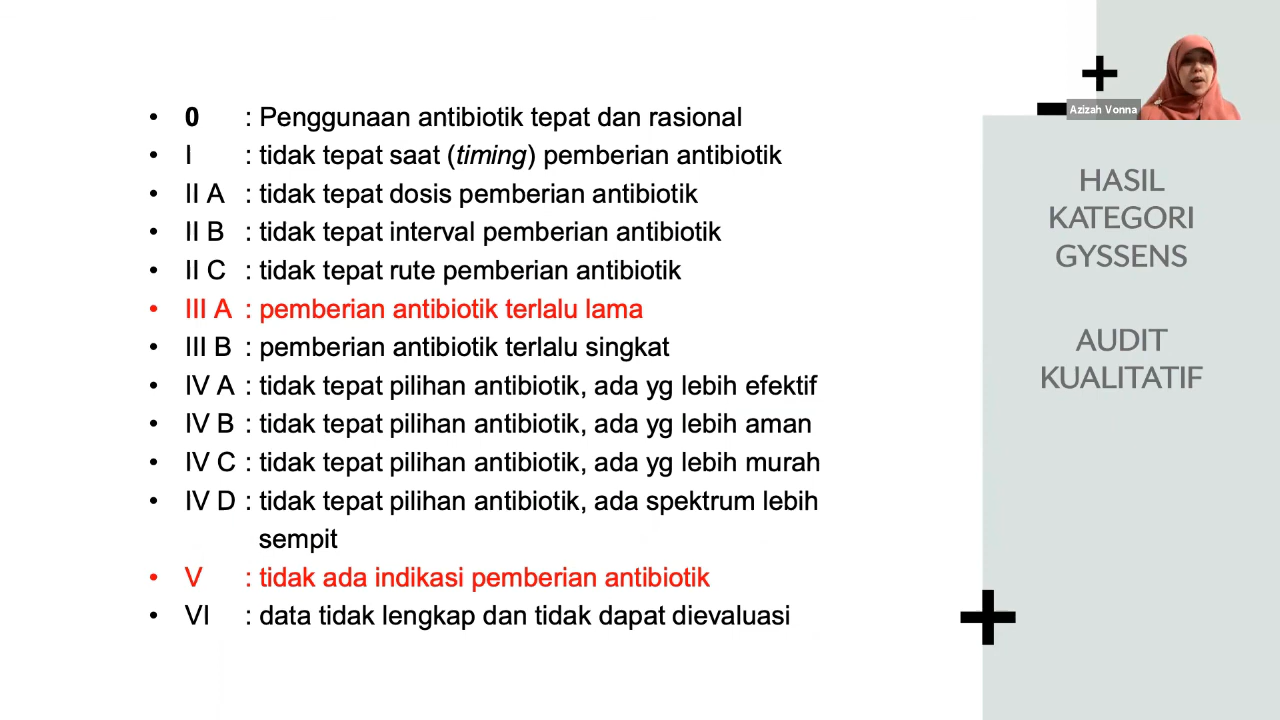 • 0 : Penggunaan antibiotik tepat dan rasional
• I : tidak tepat saat (timing) pemberian antibiotik
• II A : tidak tepat dosis pemberian antibiotik
• II B : tidak tepat interval pemberian antibiotik
• II C : tidak tepat rute pemberian antibiotik
• III A : pemberian antibiotik terlalu lama
• III B : pemberian antibiotik terlalu singkat
• IV A : tidak tepat pilihan antibiotik, ada yg lebih efektif
• IV B : tidak tepat pilihan antibiotik, ada yg lebih aman
• IV C : tidak tepat pilihan antibiotik, ada yg lebih murah
• IV D : tidak tepat pilihan antibiotik, ada spektrum lebih
sempit
• V : tidak ada indikasi pemberian antibiotik
• VI : data tidak lengkap dan tidak dapat dievaluasi
Azizah Vonna
HASIL
KATEGORI
GYSSENS
AUDIT
KUALITATIF